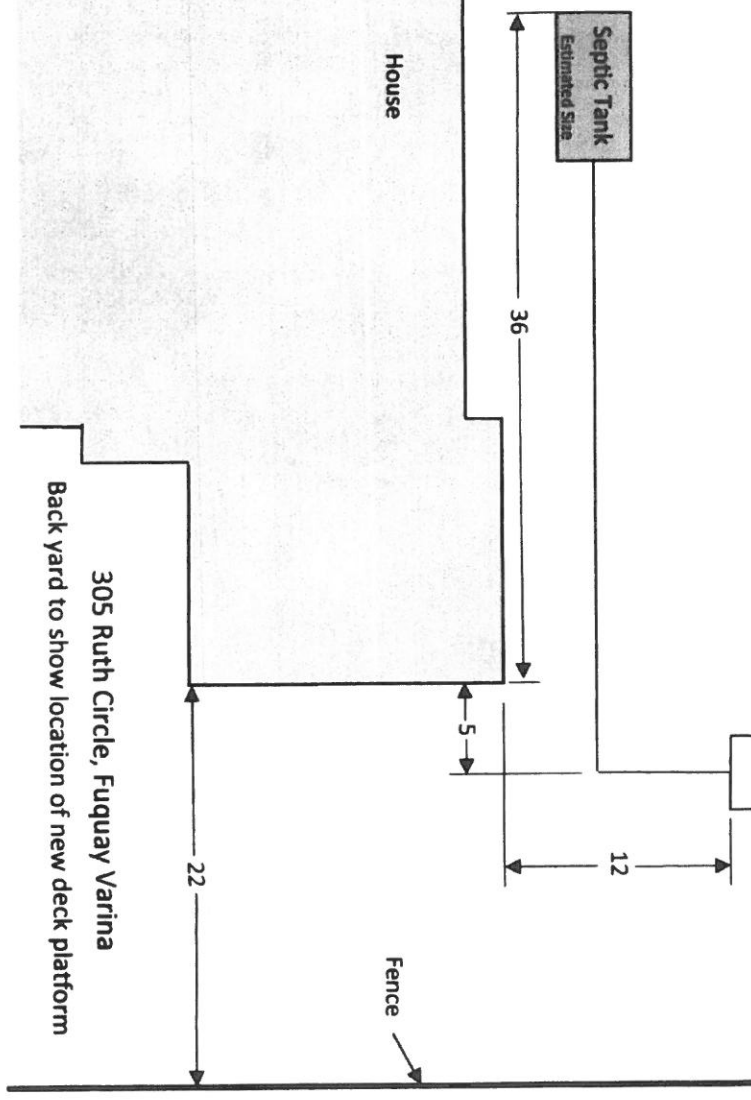 Septic Tank
Estimated Size
House
36
5
12
22
Fence
305 Ruth Circle, Fuquay Varina
Back yard to show location of new deck platform